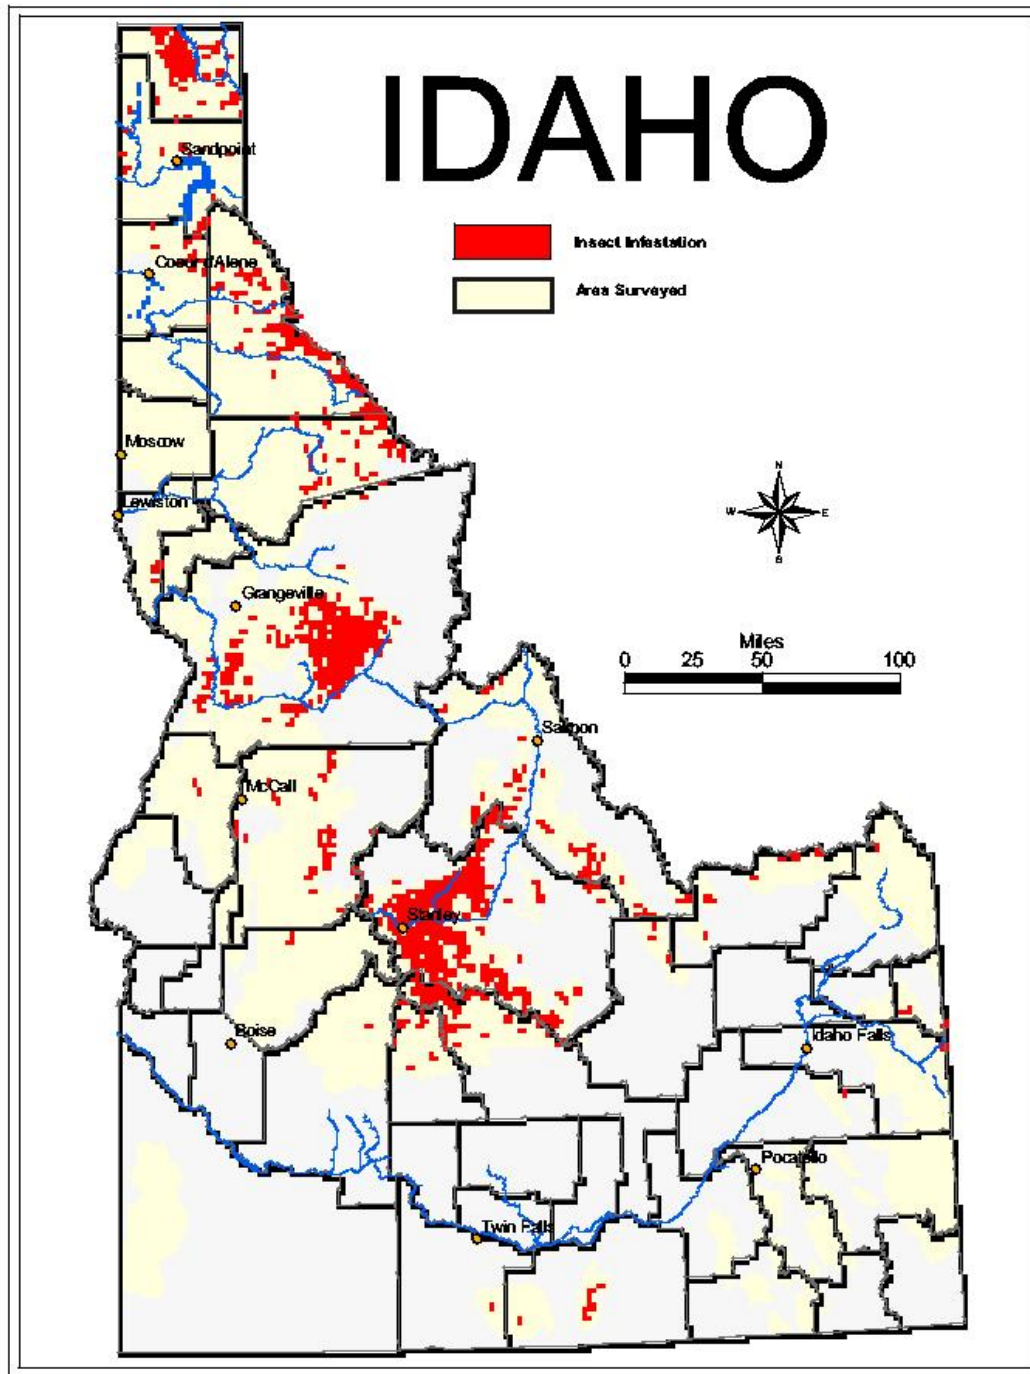 IDAHO
Sandpoint
Insect Infestation
Coeur d'Alene
Area Surveyed
Moscow
N
Lewiston
W E
S
Grangeville
Miles
0 25 50 100
Salmon
McCall
Stanley
Boise
Idaho Falls
Pocatello
Twin Falls